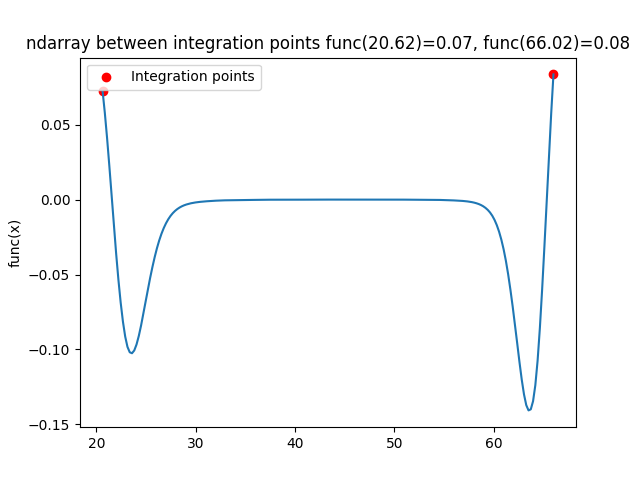 ndarray between integration points func(20.62)=0.07, func(66.02)=0.08
Integration points
func(x)
0.05
0.00
−0.05
−0.10
−0.15
20 30 40 50 60